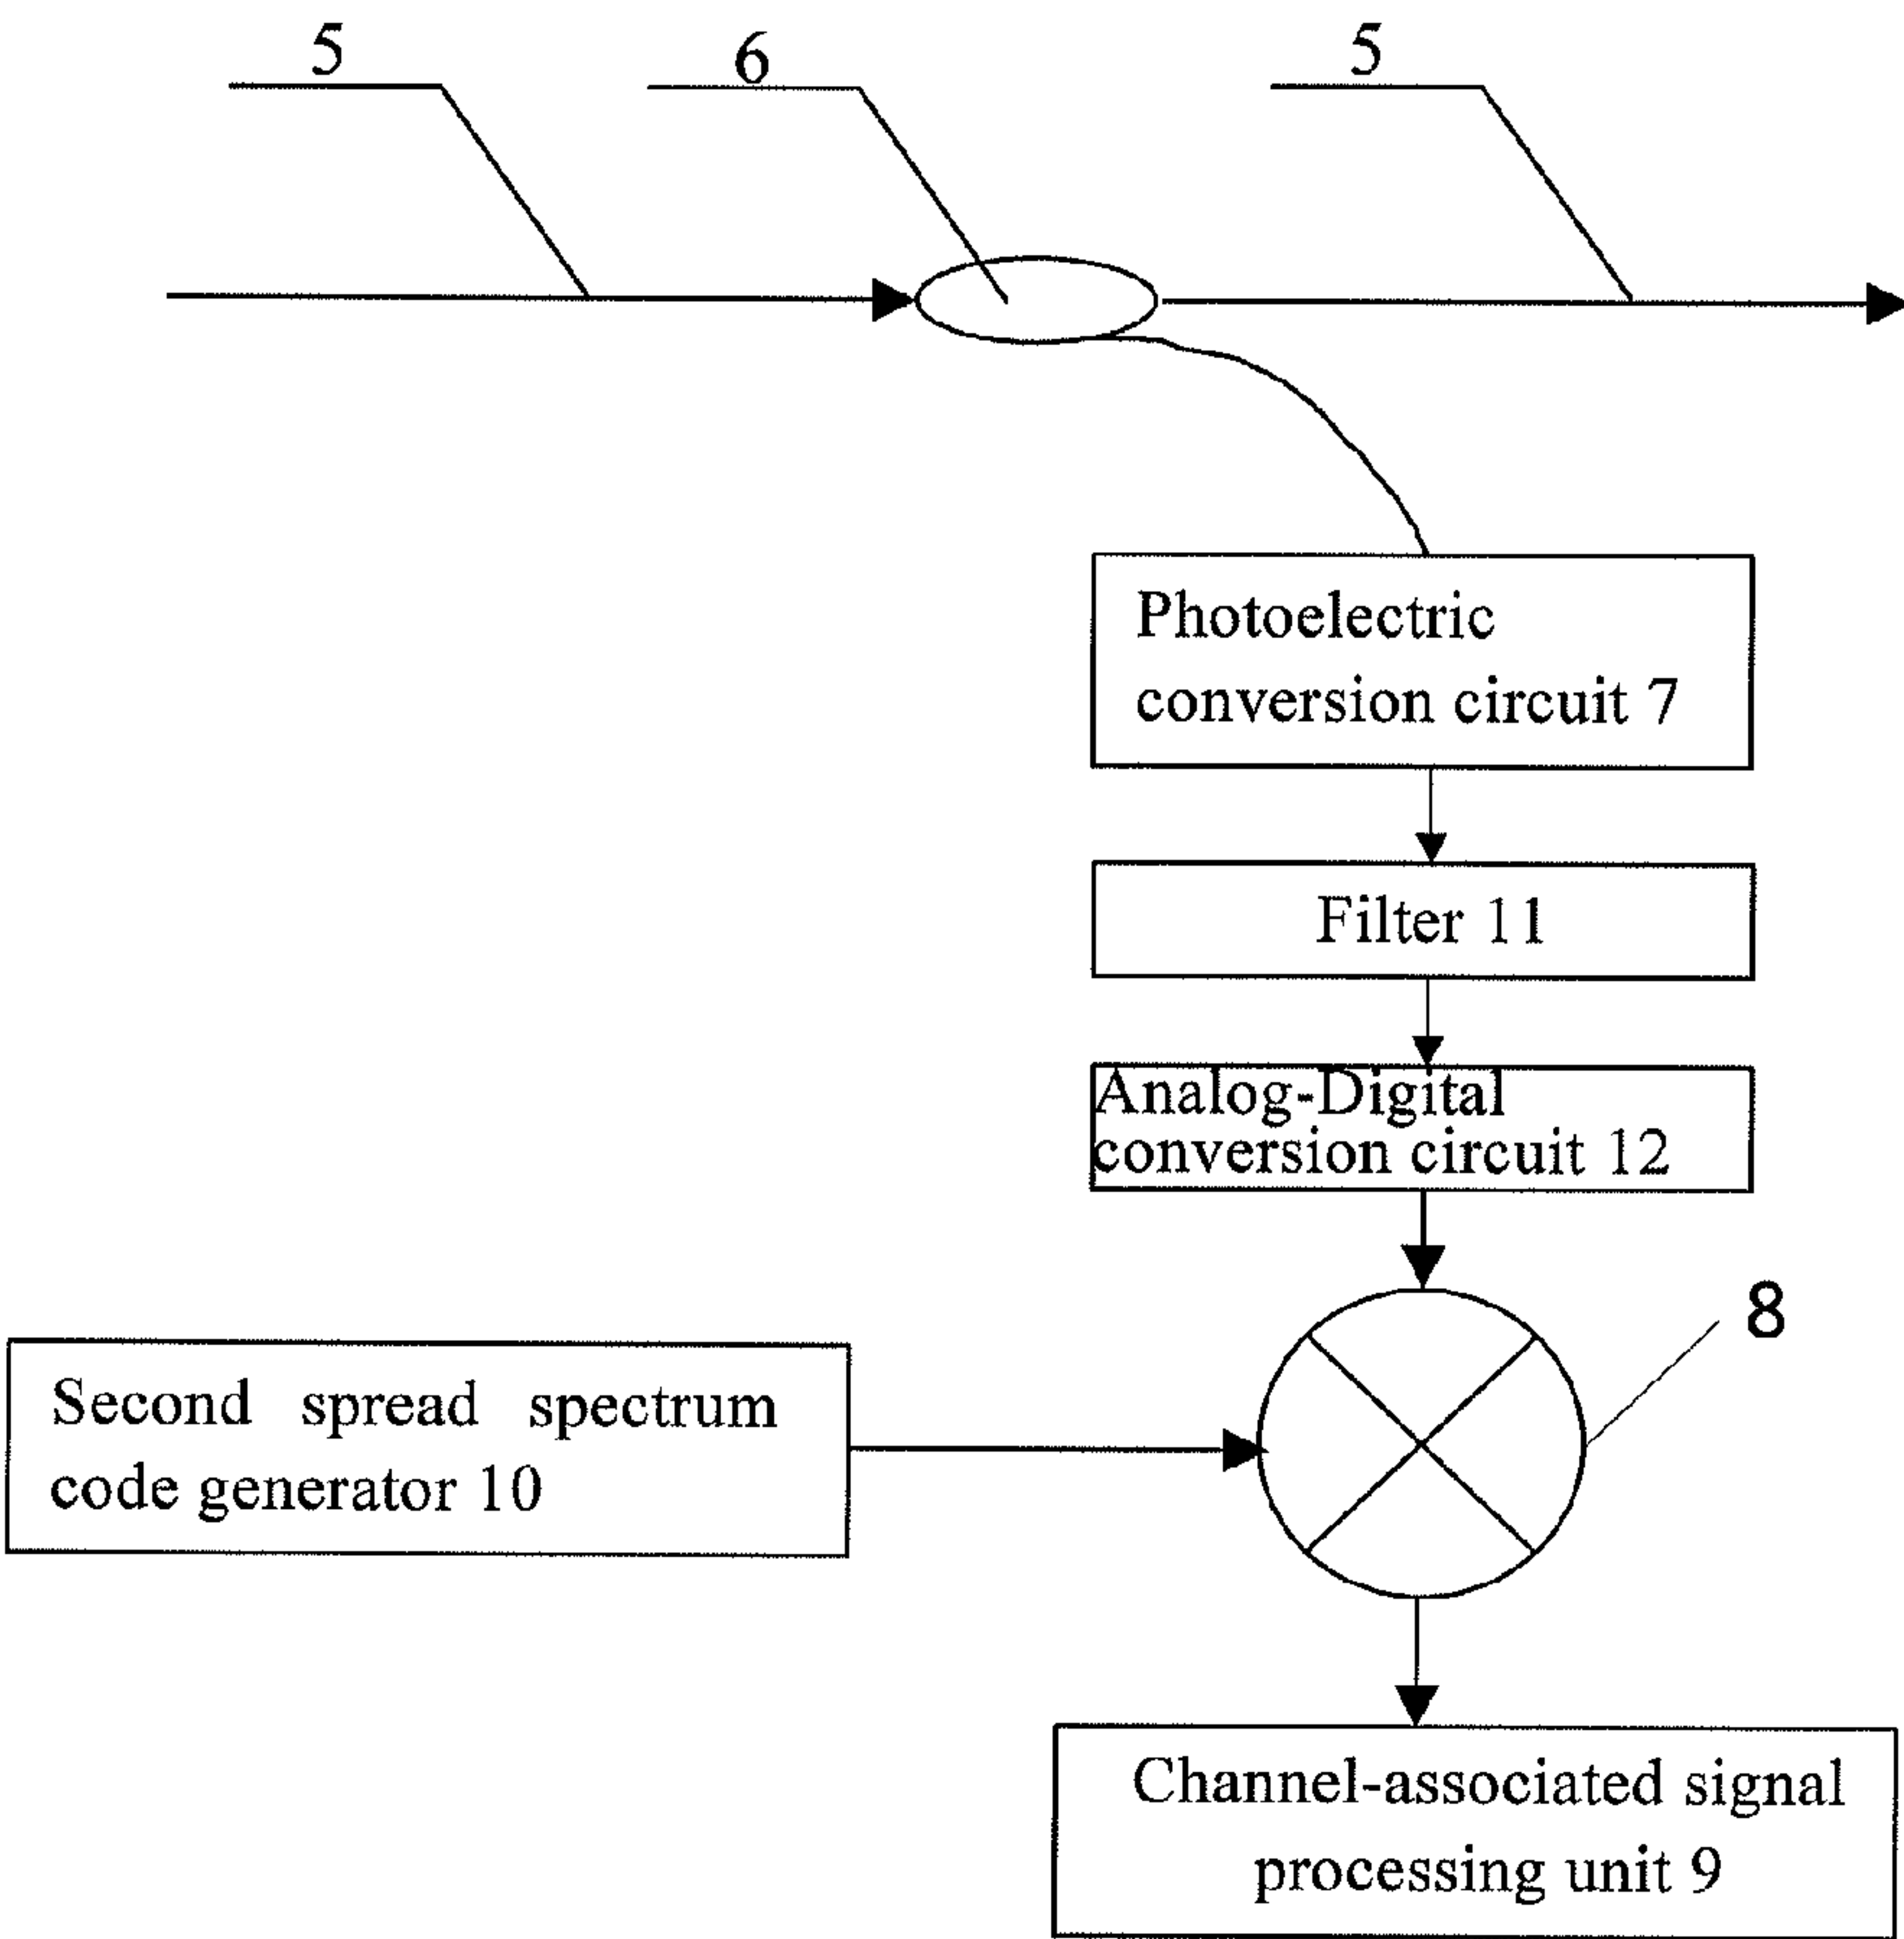 5
6
5
Photoelectric
conversion circuit 7
Filter 11
Analog-Digital
conversion circuit 12
8
Second spread spectrum
code generator 10
Channel-associated signal
processing unit 9